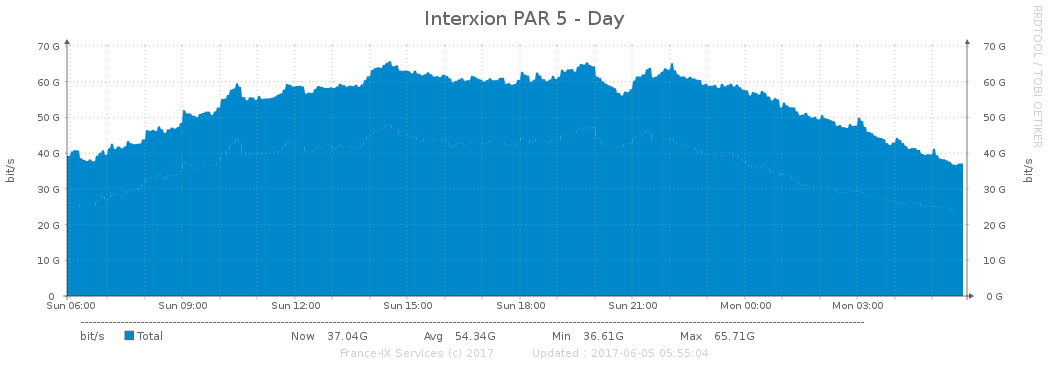 Interxion PAR 5 - Day
RRDTOOL / TOBI OETIKER
70 G 70 G
60 G 60 G
50 G 50 G
40 G 40 G
30 G 30 G
20 G 20 G
10 G 10 G
0 0 G
bit/s bit/s
Sun 06:00 Sun 09:00 Sun 12:00 Sun 15:00 Sun 18:00 Sun 21:00 Mon 00:00 Mon 03:00
bit/s Total Now 37.04G Avg 54.34G Min 36.61G Max 65.71G
France-IX Services (c) 2017 Updated : 2017-06-05 05:55:04